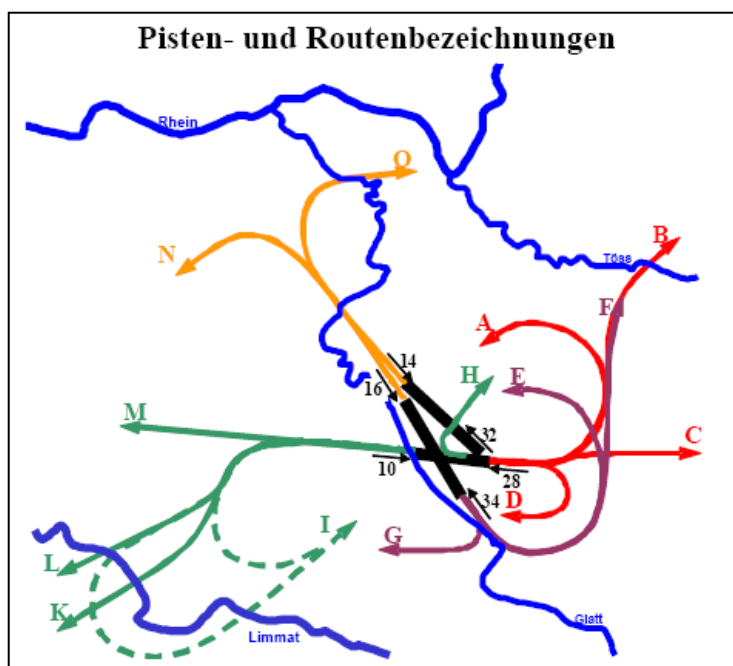 Pisten- und Routenbezeichnungen
Rhein
O
N
B
Töss
F
A
14
H
E
16
M
32
C
10
28
D
34
G
I
L
K
Limmat
Glatt